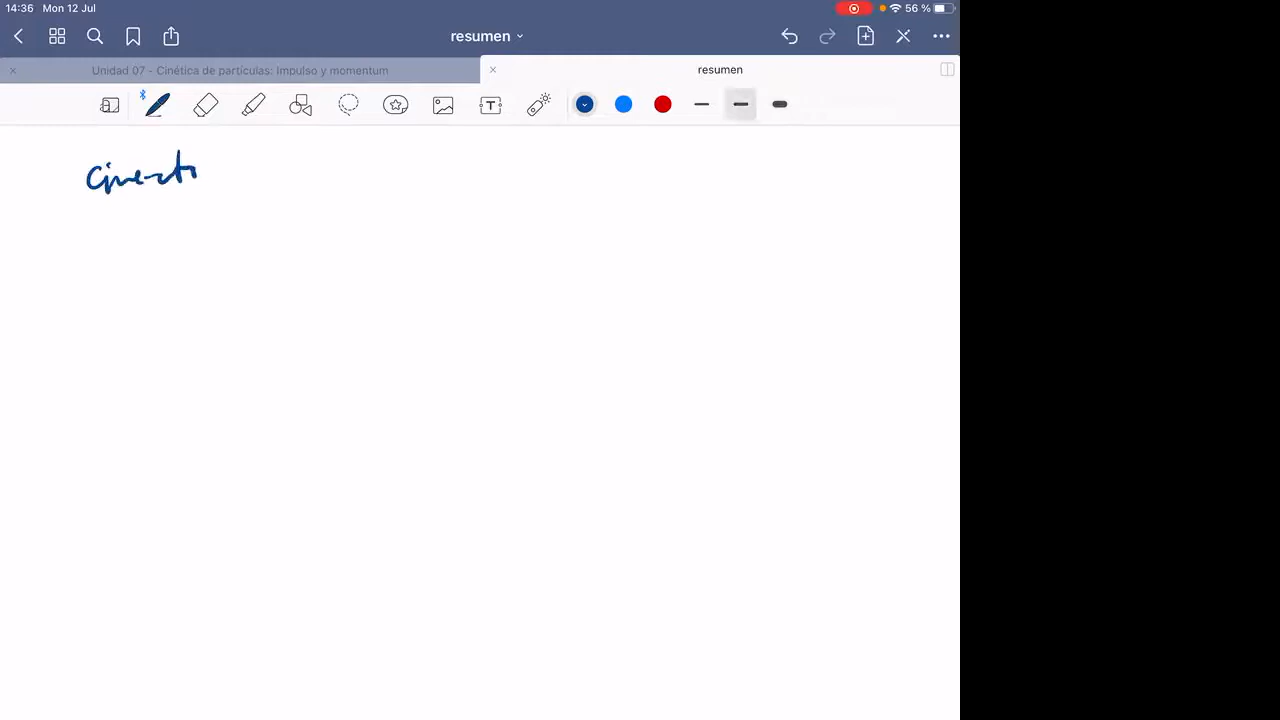 14:36 Mon 12 Jul 56 %
resumen
Unidad 07 - Cinética de partículas: Impulso y momentum
resumen
T